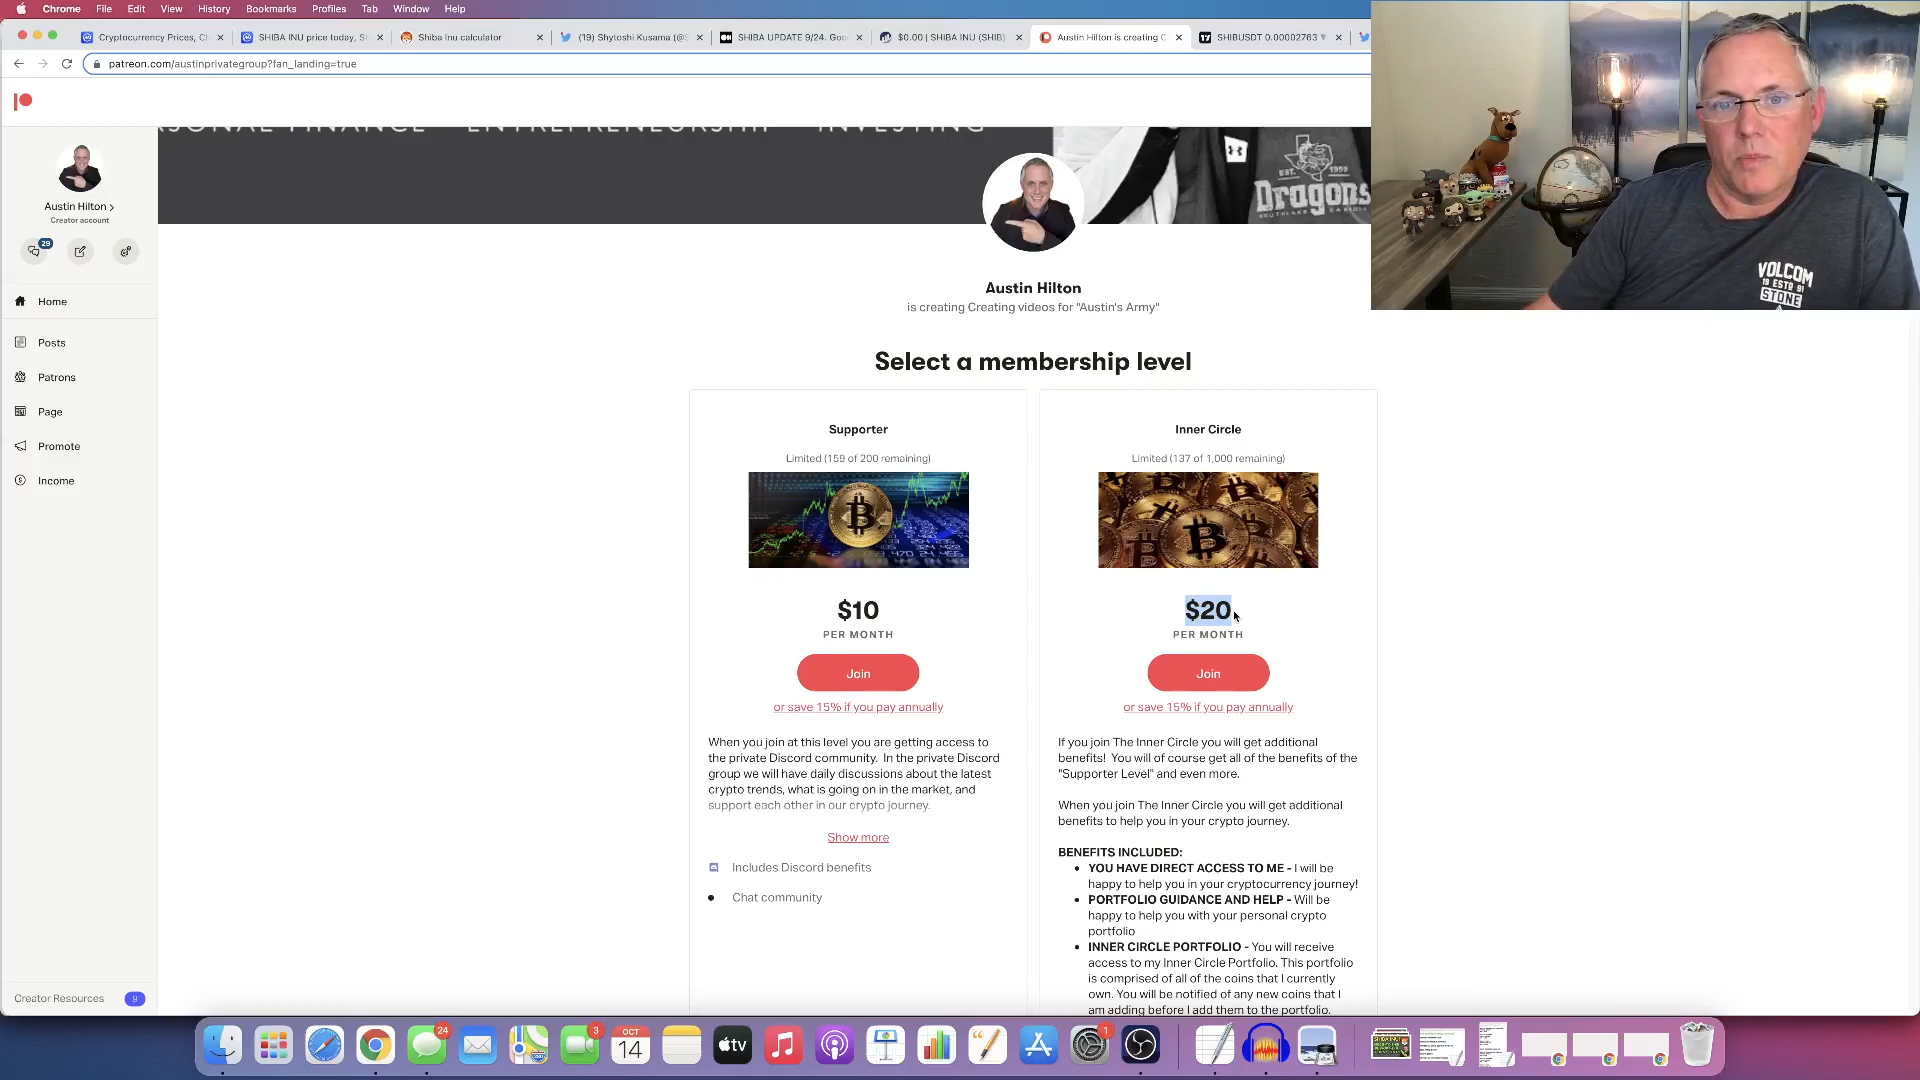 Chrome File Edit View History Bookmarks Profiles Tab Window Help
Cryptocurrency Prices, C
SHIBA INU price today, S
Shiba Inu calculator
(19) Shytoshi Kusama (@S
SHIBA UPDATE 9/24. Goo
$0.00 | SHIBA INU (SHIB)
Austin Hilton is creating C
SHIBUSDT 0.00002763 ▼
patreon.com/austinprivategroup?fan_landing=true
SONAL FINANCE ENTREPRENEURSHIP INVESTING
EST. 1959
Dragons
SOUTHLAKE CARROLL
VOLCOM
19 ESTD 91
STONE
Austin Hilton
Creator account
29
Home
Posts
Patrons
Page
Promote
Income
Creator Resources 9
Austin Hilton
is creating Creating videos for "Austin's Army"
Select a membership level
Supporter
Limited (159 of 200 remaining)
$10
PER MONTH
Join
or save 15% if you pay annually
When you join at this level you are getting access to
the private Discord community. In the private Discord
group we will have daily discussions about the latest
crypto trends, what is going on in the market, and
support each other in our crypto journey.
Show more
Includes Discord benefits
Chat community
Inner Circle
Limited (137 of 1,000 remaining)
$20
PER MONTH
Join
or save 15% if you pay annually
If you join The Inner Circle you will get additional
benefits! You will of course get all of the benefits of the
"Supporter Level" and even more.
When you join The Inner Circle you will get additional
benefits to help you in your crypto journey.
BENEFITS INCLUDED:
• YOU HAVE DIRECT ACCESS TO ME - I will be
happy to help you in your cryptocurrency journey!
• PORTFOLIO GUIDANCE AND HELP - Will be
happy to help you with your personal crypto
portfolio
• INNER CIRCLE PORTFOLIO - You will receive
access to my Inner Circle Portfolio. This portfolio
is comprised of all of the coins that I currently
own. You will be notified of any new coins that I
am adding before I add them to the portfolio.
24
3
OCT
14
tv
1